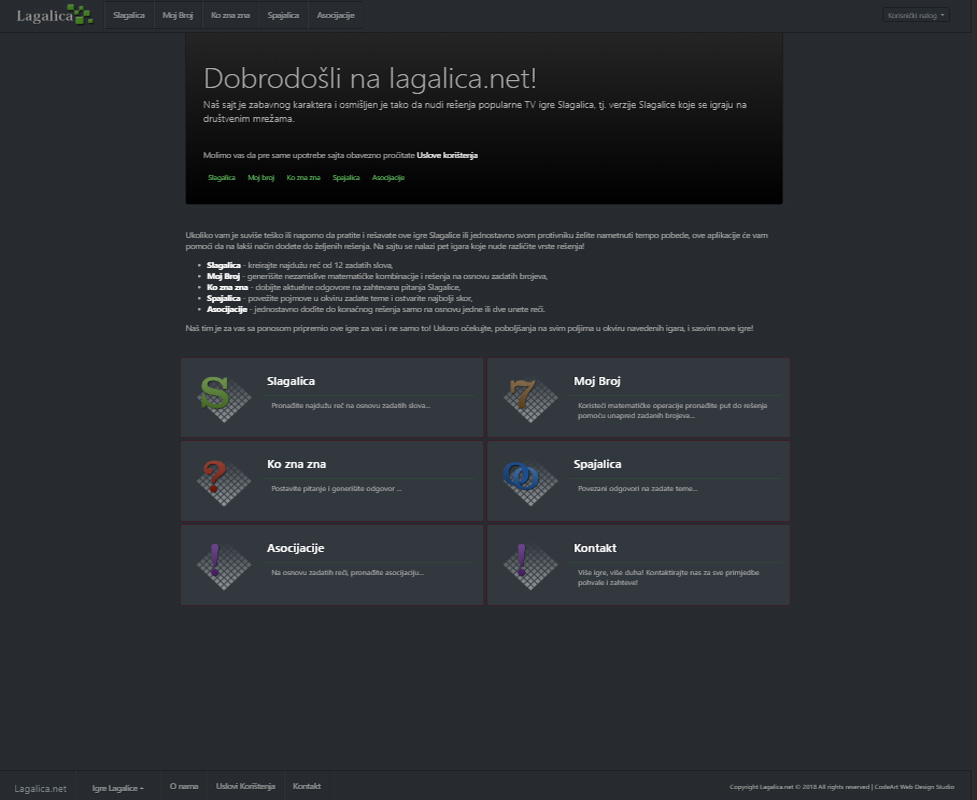 Lagalica
Slagalica Moj Broj Ko zna zna Spajalica Asocijacije
Korisnički nalog
Dobrodošli na lagalica.net!
Naš sajt je zabavnog karaktera i osmišljen je tako da nudi rešenja popularne TV igre Slagalica, tj. verzije Slagalice koje se igraju na
društvenim mrežama.
Molimo vas da pre same upotrebe sajta obavezno pročitate Uslove korištenja
Slagalica Moj broj Ko zna zna Spajalica Asocijacije
Ukoliko vam je suviše teško ili naporno da pratite i rešavate ove igre Slagalice ili jednostavno svom protivniku želite nametnuti tempo pobede, ove aplikacije će vam
pomoći da na lakši način dođete do željenih rešenja. Na sajtu se nalazi pet igara koje nude različite vrste rešenja!
• Slagalica - kreirajte najdužu reč od 12 zadatih slova,
• Moj Broj - generišite nezamislive matematičke kombinacije i rešenja na osnovu zadatih brojeva,
• Ko zna zna - dobijte aktuelne odgovore na zahtevana pitanja Slagalice,
• Spajalica - povežite pojmove u okviru zadate teme i ostvarite najbolji skor,
• Asocijacije - jednostavno dođite do konačnog rešenja samo na osnovu jedne ili dve unete reči.
Naš tim je za vas sa ponosom pripremio ove igre za vas i ne samo to! Uskoro očekujte, poboljšanja na svim poljima u okviru navedenih igara, i sasvim nove igre!
Slagalica
Pronađite najdužu reč na osnovu zadatih slova...
Moj Broj
Koristeći matematičke operacije pronađite put do rešenja
pomoću unapred zadanih brojeva...
Ko zna zna
Postavite pitanje i generišite odgovor ...
Spajalica
Povezani odgovori na zadate teme...
Asocijacije
Na osnovu zadatih reči, pronađite asocijaciju...
Kontakt
Više igre, više duha! Kontaktirajte nas za sve primjedbe
pohvale i zahteve!
Lagalica.net Igre Lagalice O nama Uslovi Korištenja Kontakt
Copyright Lagalica.net © 2018 All rights reserved | CodeArt Web Design Studio